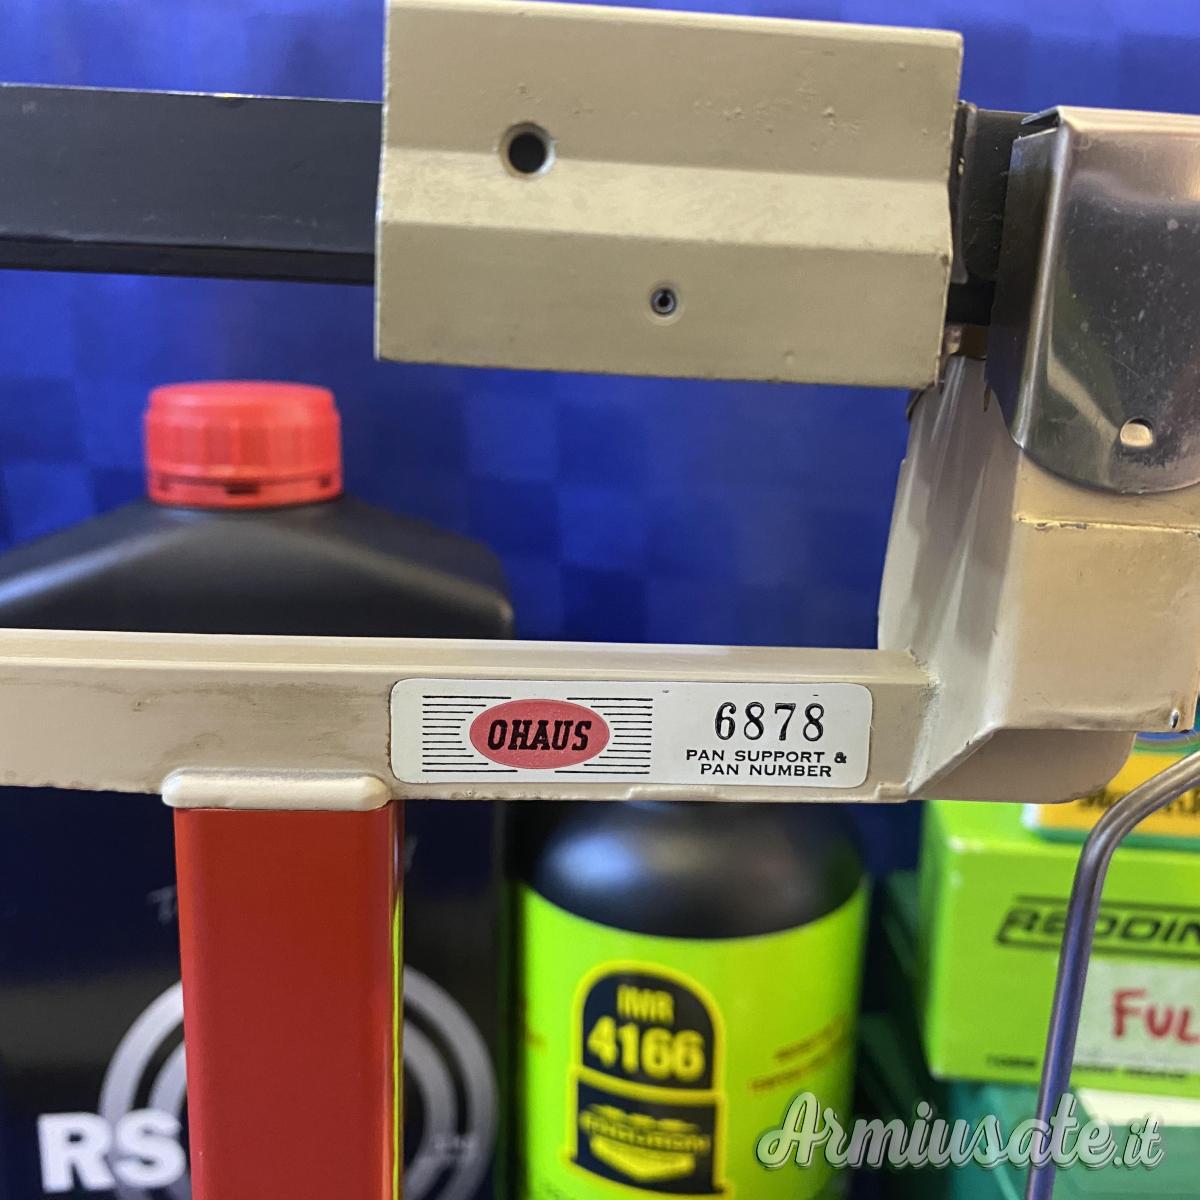 OHAUS
6878
PAN SUPPORT &
PAN NUMBER
IMR
4166
REDDIN
FUL
RS
Armiusate.it